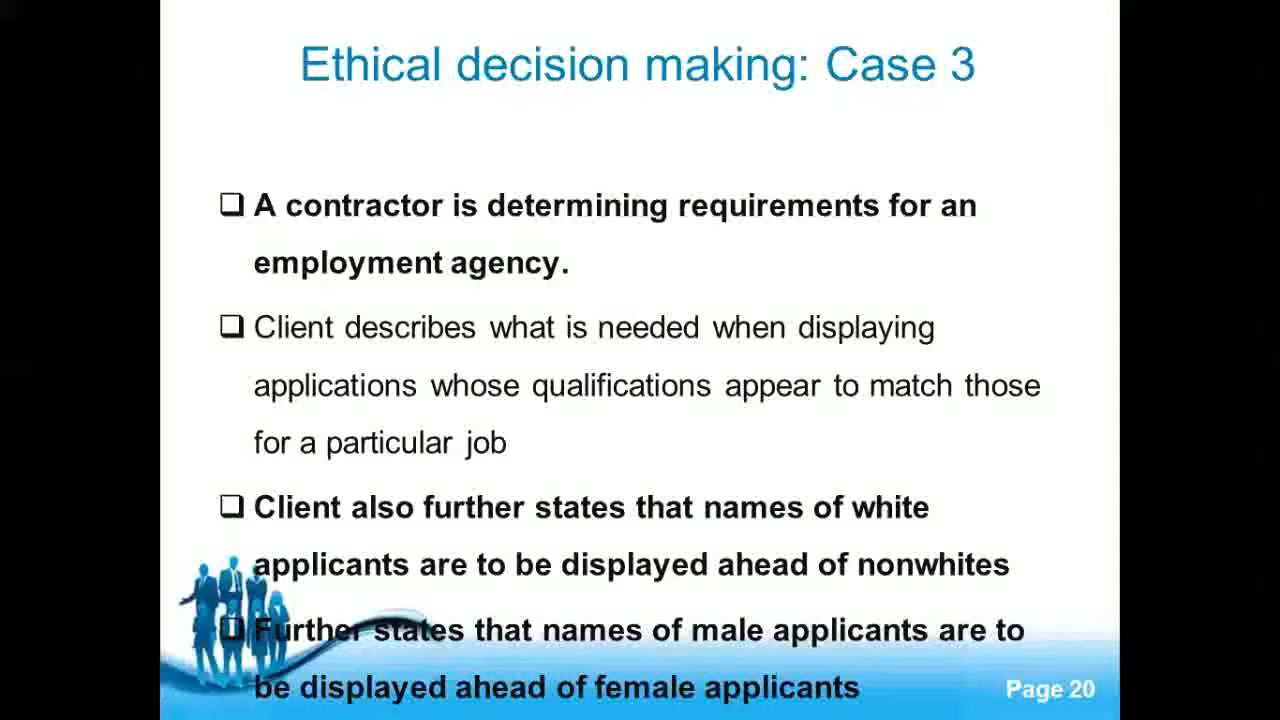 Ethical decision making: Case 3
❑ A contractor is determining requirements for an
employment agency.
❑ Client describes what is needed when displaying
applications whose qualifications appear to match those
for a particular job
❑ Client also further states that names of white
applicants are to be displayed ahead of nonwhites
❑ Further states that names of male applicants are to
be displayed ahead of female applicants
Page 20